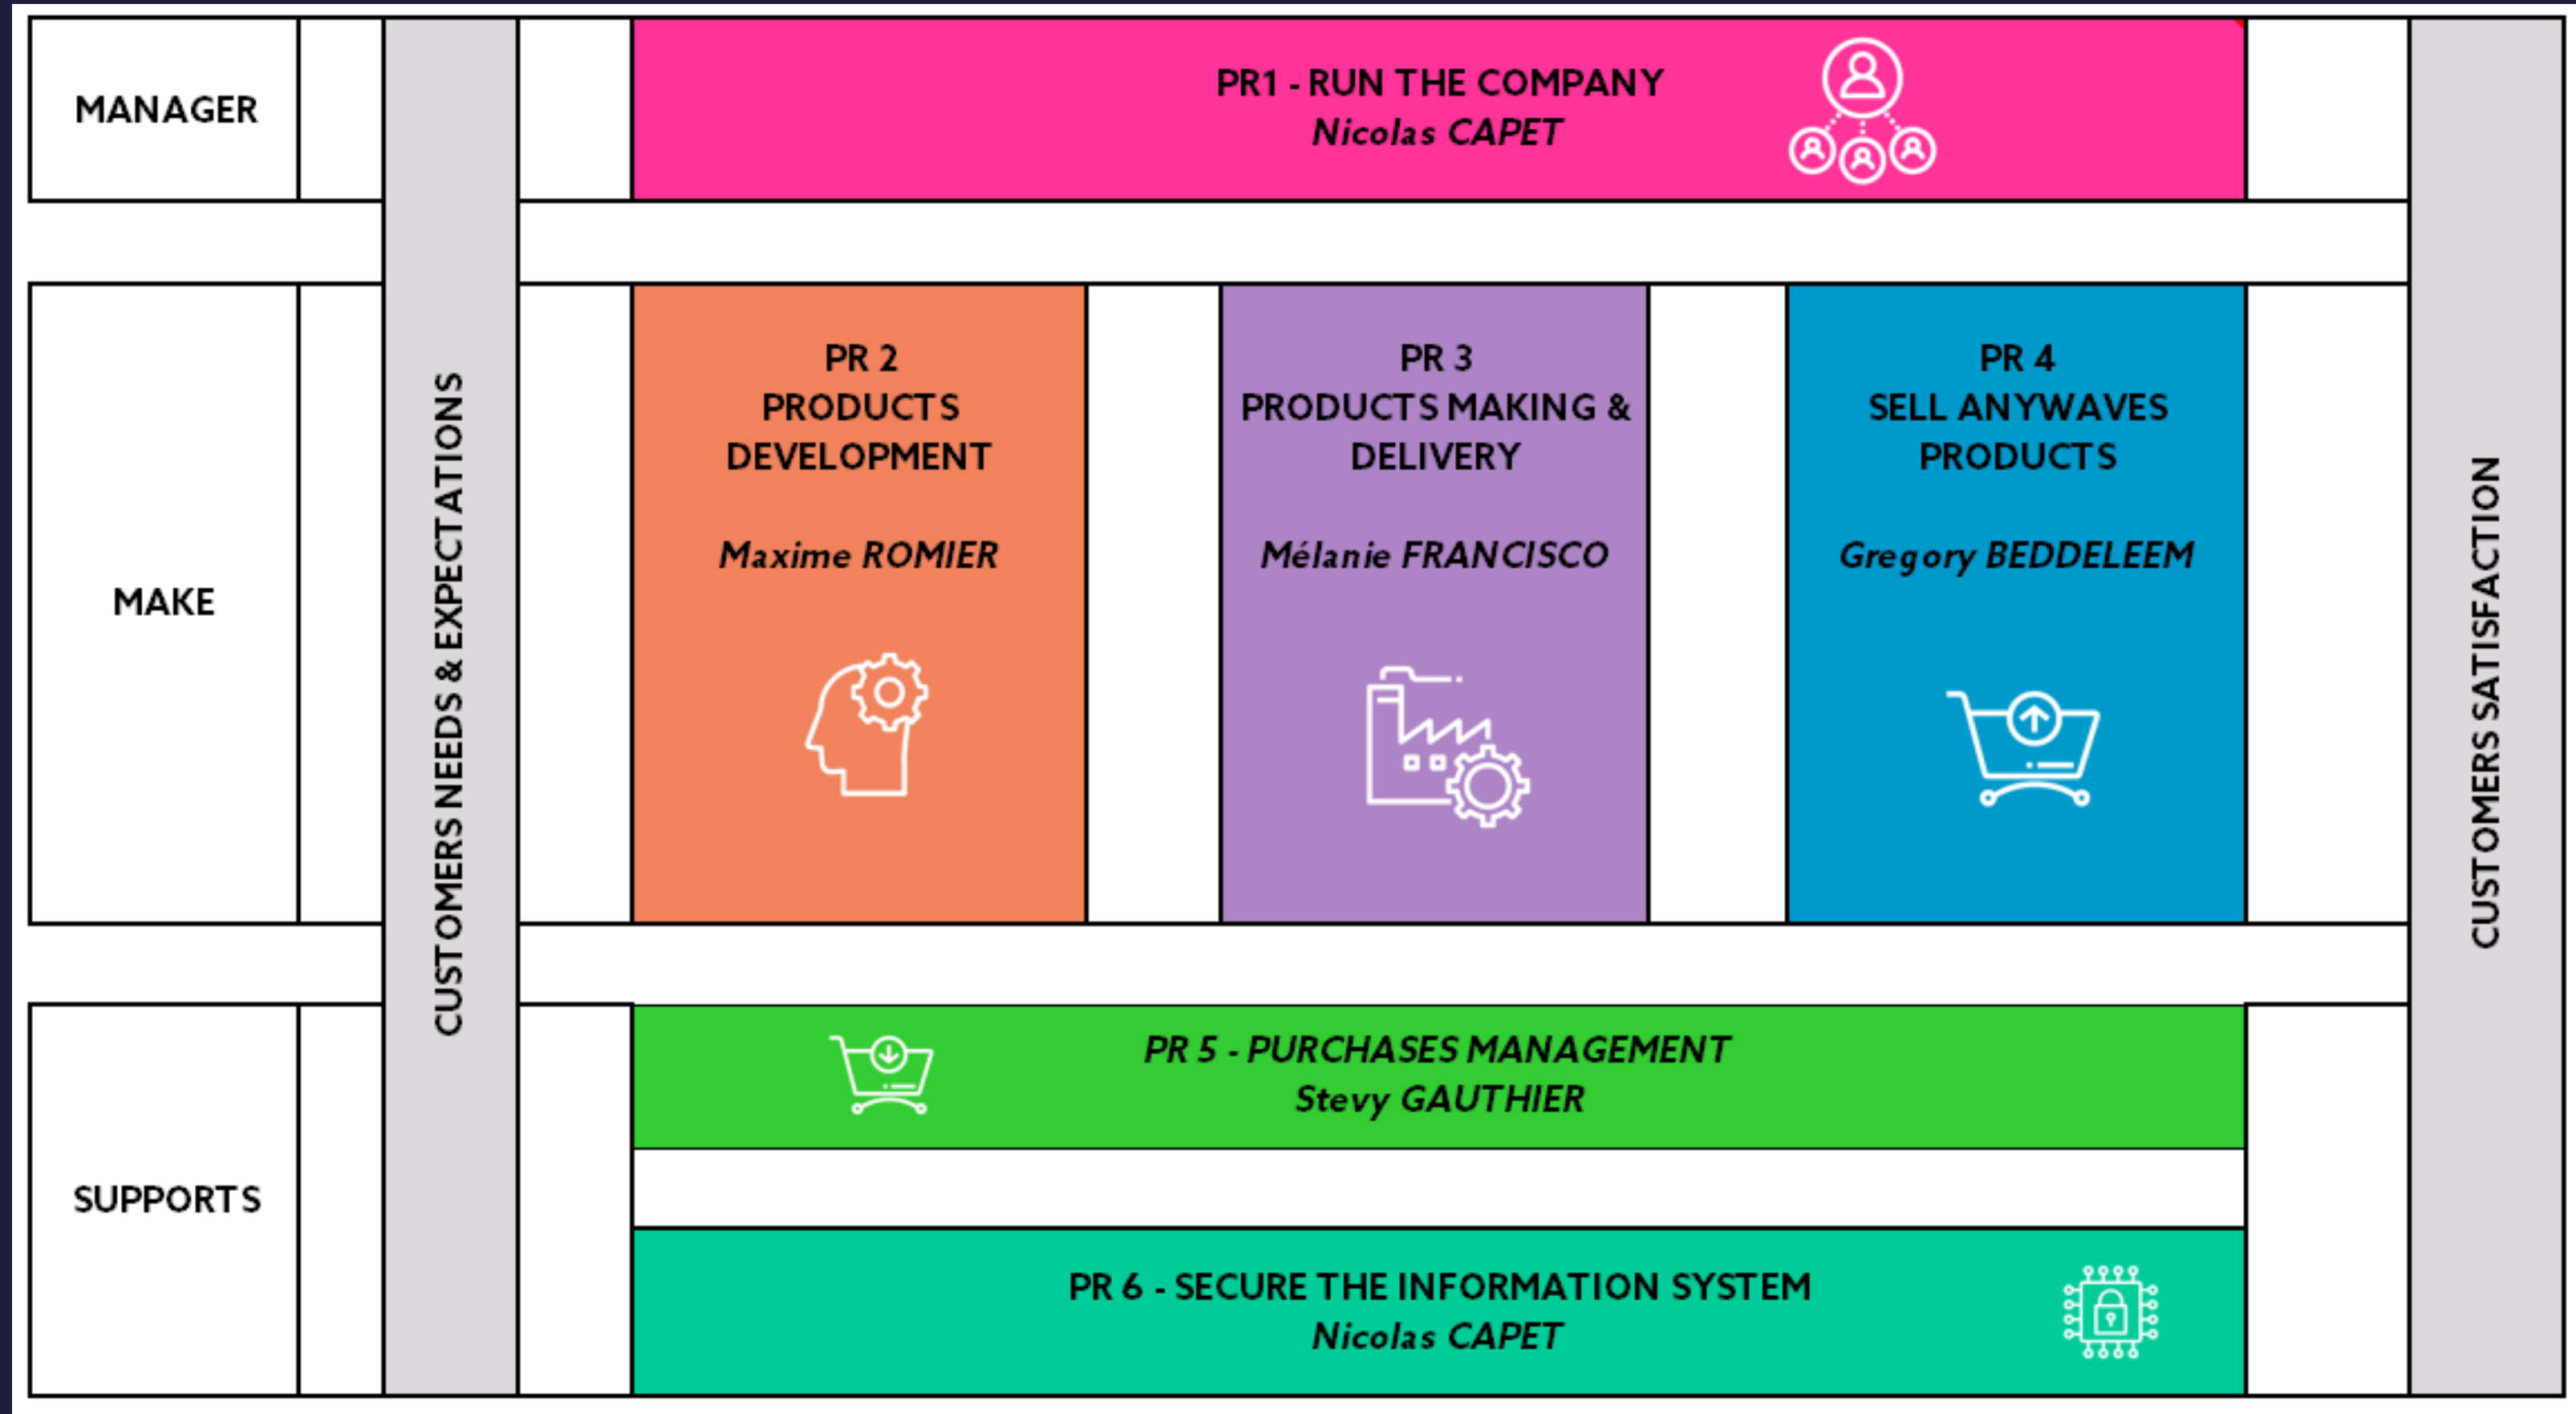 MANAGER
PR1 - RUN THE COMPANY
Nicolas CAPET
CUSTOMERS NEEDS & EXPECTATIONS
MAKE
PR 2
PRODUCTS
DEVELOPMENT
Maxime ROMIER
PR 3
PRODUCTS MAKING &
DELIVERY
Mélanie FRANCISCO
PR 4
SELL ANYWAVES
PRODUCTS
Gregory BEDDELEEM
CUSTOMERS SATISFACTION
SUPPORTS
PR 5 - PURCHASES MANAGEMENT
Stevy GAUTHIER
PR 6 - SECURE THE INFORMATION SYSTEM
Nicolas CAPET